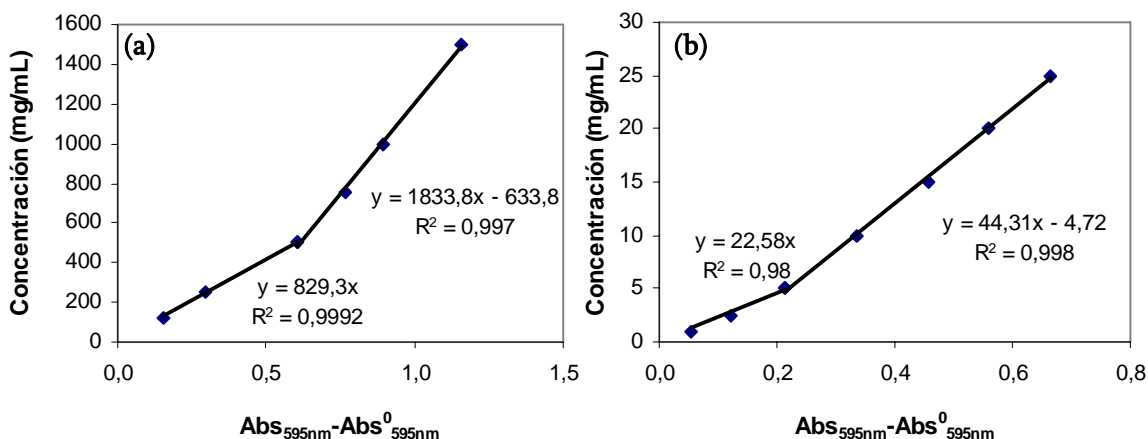 (a)
Concentración (mg/mL)
1600
1400
1200
1000
800
600
400
200
0
y = 1833,8x - 633,8
R² = 0,997
y = 829,3x
R² = 0,9992
0,0 0,5 1,0 1,5
Abs₅₉₅ₙₘ-Abs⁰₅₉₅ₙₘ
(b)
Concentración (mg/mL)
30
25
20
15
10
5
0
y = 22,58x
R² = 0,98
y = 44,31x - 4,72
R² = 0,998
0,0 0,2 0,4 0,6 0,8
Abs₅₉₅ₙₘ-Abs⁰₅₉₅ₙₘ